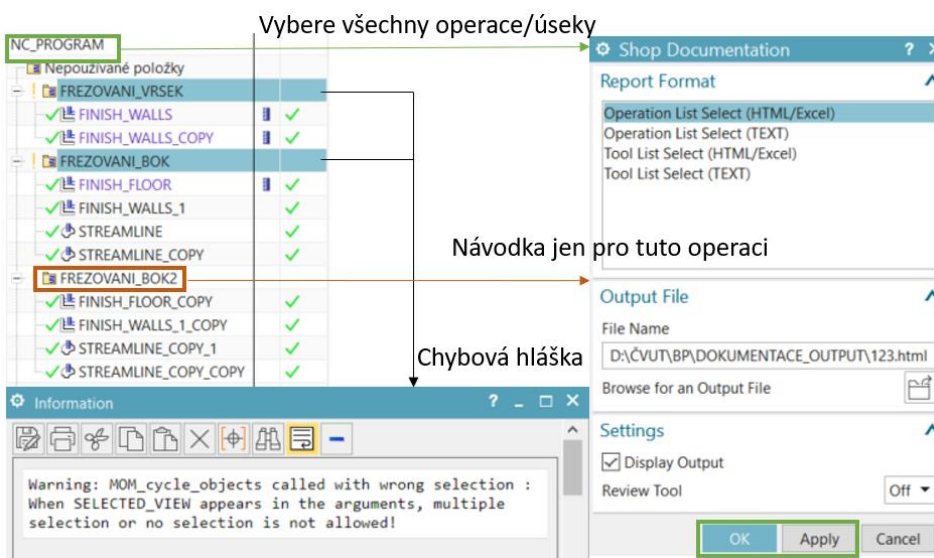 Vybere všechny operace/úseky
NC_PROGRAM
Nepoužívané položky
FREZOVANI_VRSEK
FINISH_WALLS
FINISH_WALLS_COPY
FREZOVANI_BOK
FINISH_FLOOR
FINISH_WALLS_1
STREAMLINE
STREAMLINE_COPY
FREZOVANI_BOK2
FINISH_FLOOR_COPY
FINISH_WALLS_1_COPY
STREAMLINE_COPY_1
STREAMLINE_COPY_COPY
Návodka jen pro tuto operaci
Chybová hláška
Information
Warning: MOM_cycle_objects called with wrong selection :
When SELECTED_VIEW appears in the arguments, multiple
selection or no selection is not allowed!
Shop Documentation
Report Format
Operation List Select (HTML/Excel)
Operation List Select (TEXT)
Tool List Select (HTML/Excel)
Tool List Select (TEXT)
Output File
File Name
D:\ČVUT\BP\DOKUMENTACE_OUTPUT\123.html
Browse for an Output File
Settings
Display Output
Review Tool Off
OK Apply Cancel